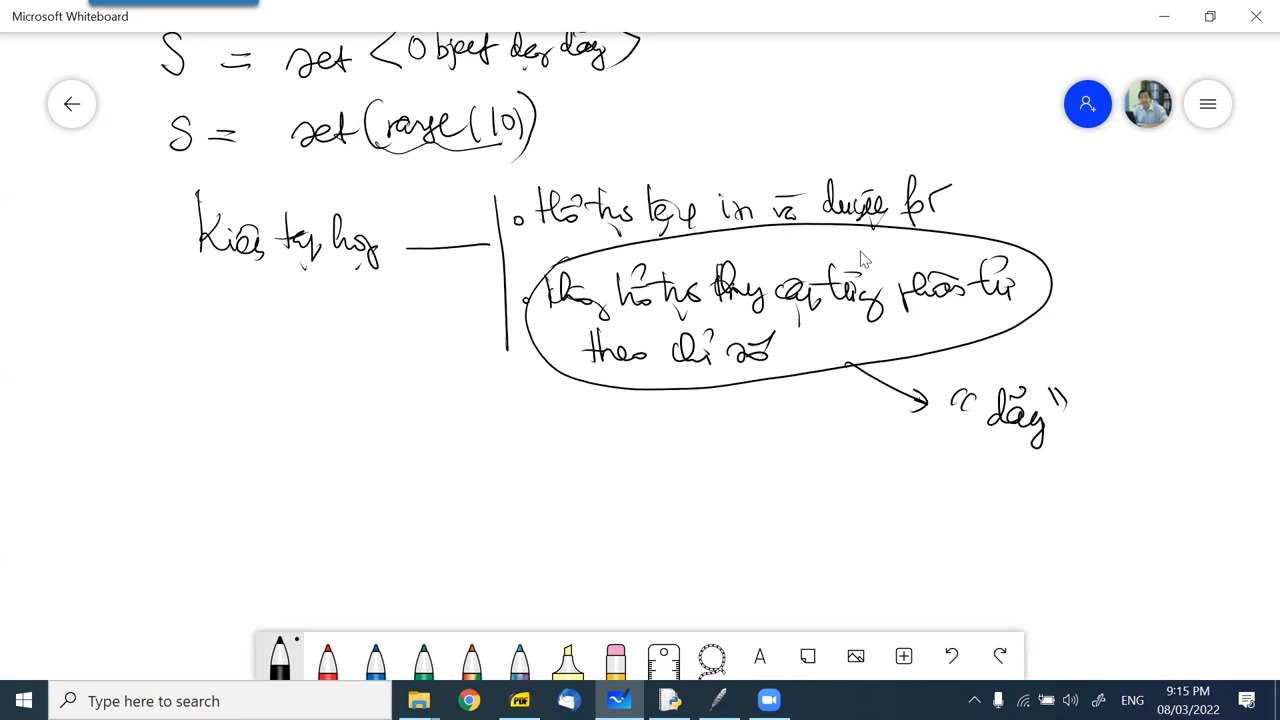 Microsoft Whiteboard
S = set <Object dạng dãy>
S = set(range(10))
Kiểu tập hợp
• Hỗ trợ lệnh in và duyệt for
• Không hỗ trợ truy cập từng phần tử
theo chỉ số
"dãy"
A
Type here to search
PDF
ENG
9:15 PM
08/03/2022